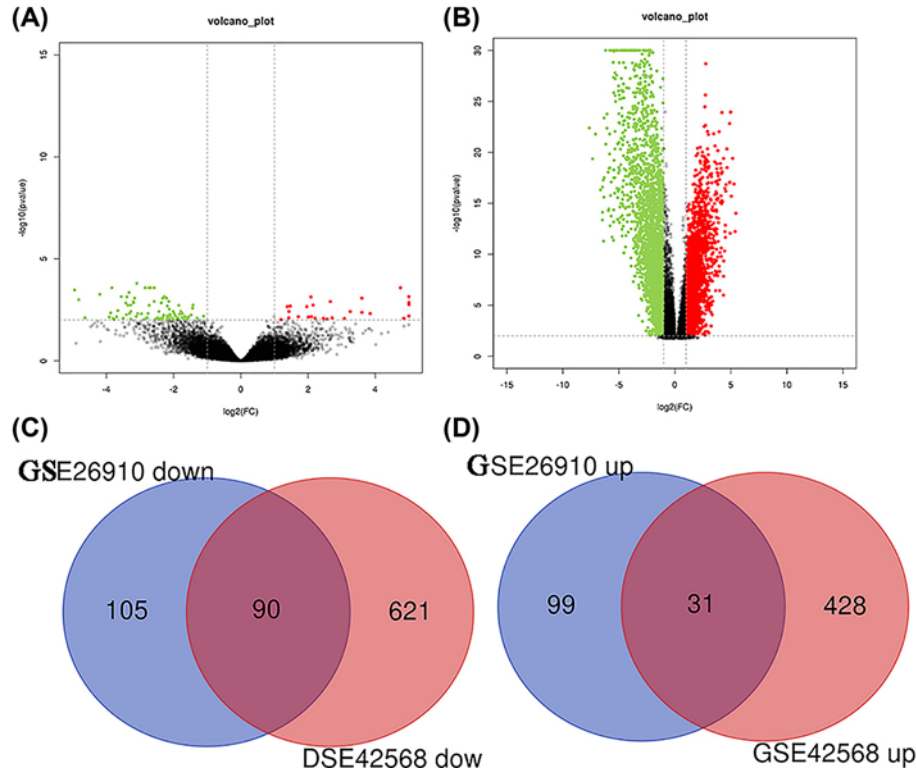 (A)
volcano_plot
15
10
5
0
-log10(pvalue)
-4
-2
0
2
4
log2(FC)
(B)
volcano_plot
30
25
20
15
10
5
0
-log10(pvalue)
-15
-10
-5
0
5
10
15
log2(FC)
(C)
GSE26910 down
105
90
621
DSE42568 dow
(D)
GSE26910 up
99
31
428
GSE42568 up